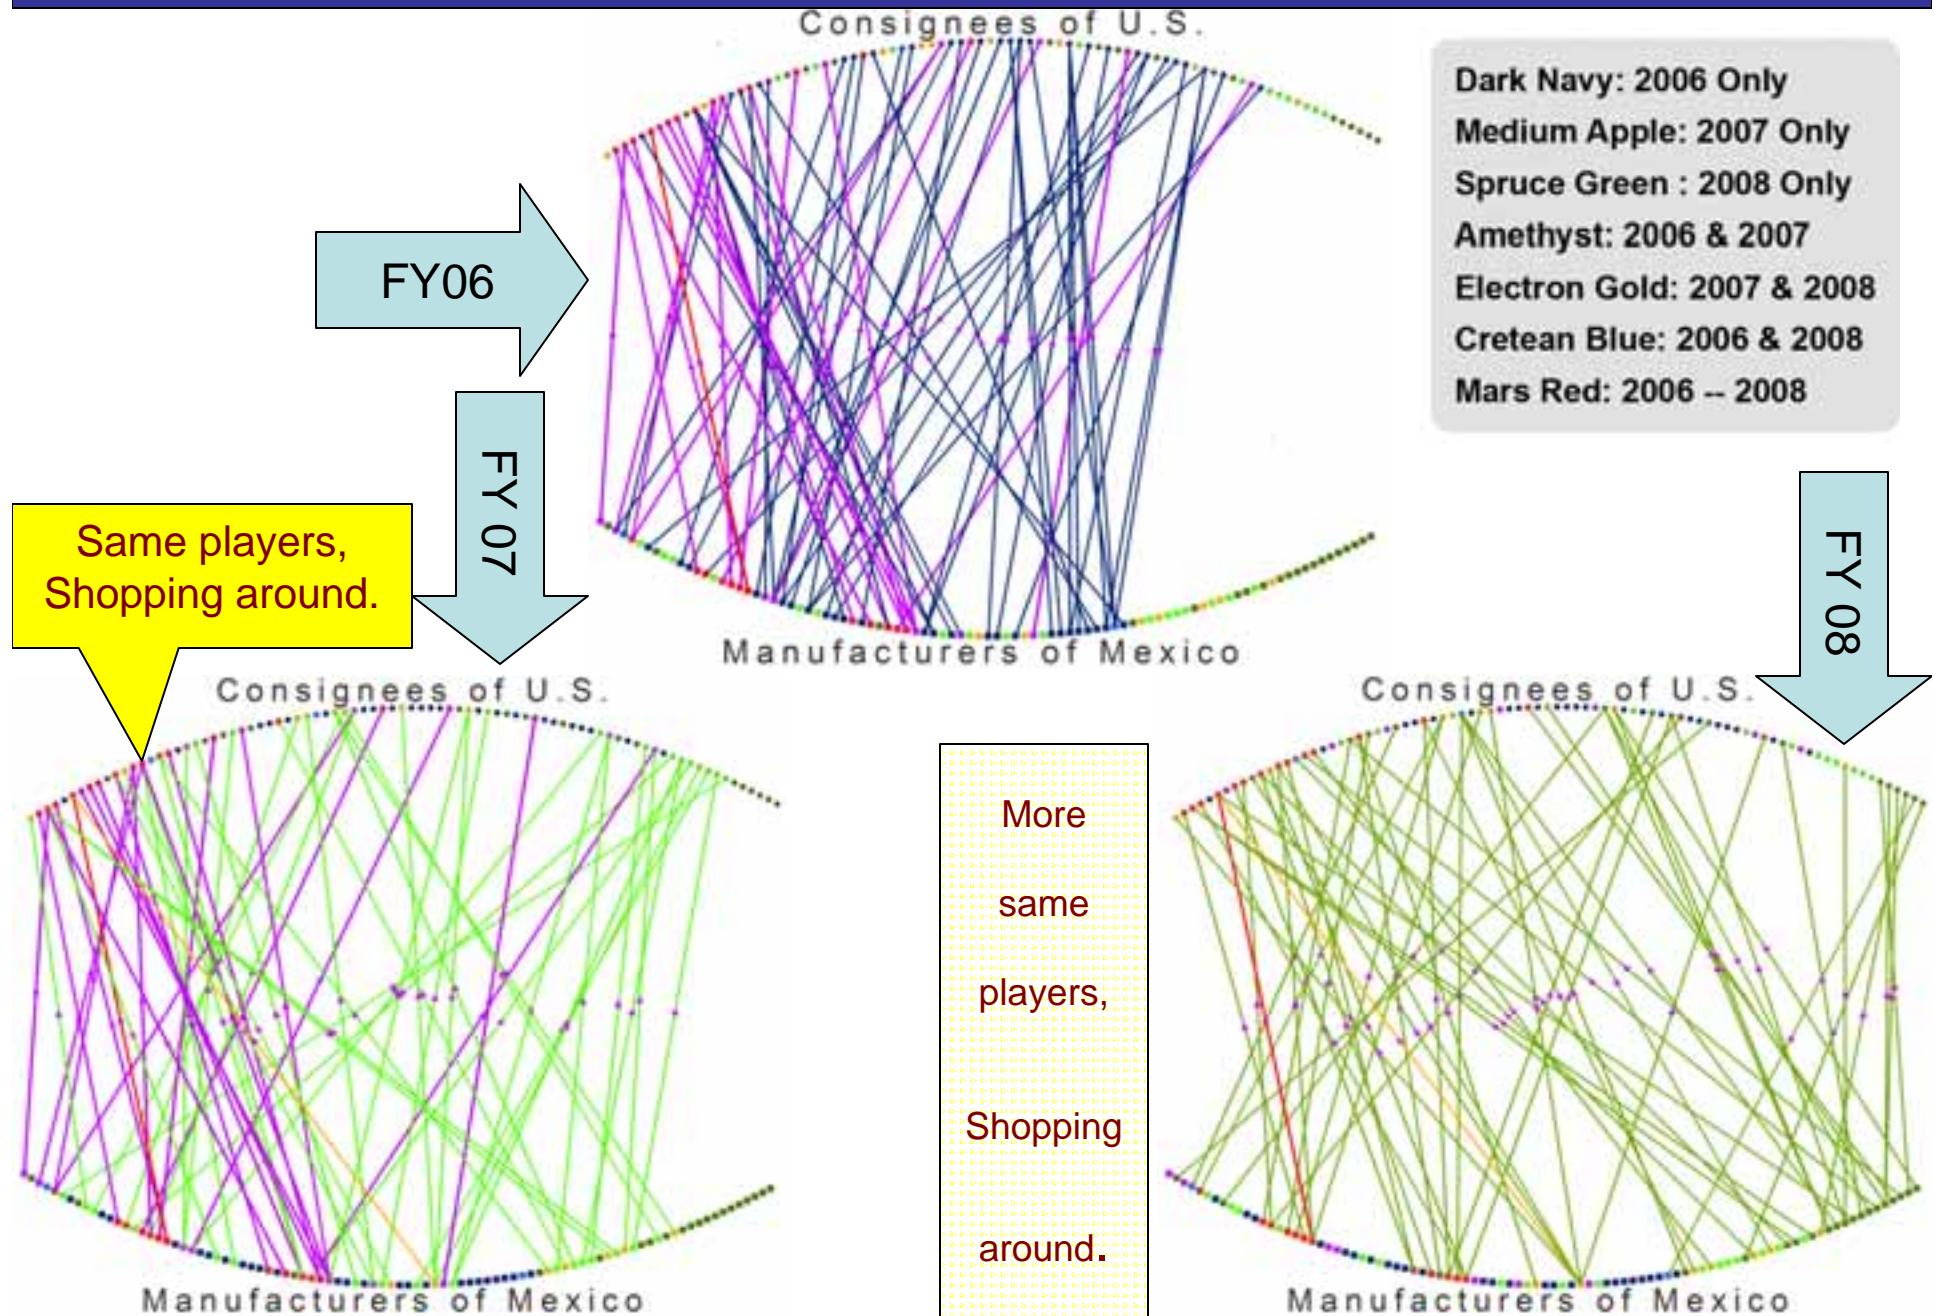 Consignees of U.S.
Dark Navy: 2006 Only
Medium Apple: 2007 Only
Spruce Green : 2008 Only
Amethyst: 2006 & 2007
Electron Gold: 2007 & 2008
Cretean Blue: 2006 & 2008
Mars Red: 2006 -- 2008
FY06
FY 07
Same players,
Shopping around.
FY 08
Manufacturers of Mexico
Consignees of U.S.
Manufacturers of Mexico
More
same
players,
Shopping
around.
Consignees of U.S.
Manufacturers of Mexico